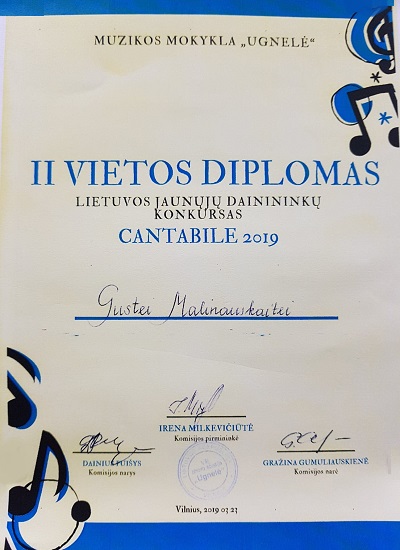 MUZIKOS MOKYKLA „UGNELĖ“
II VIETOS DIPLOMAS
LIETUVOS JAUNŲJŲ DAINININKŲ
KONKURSAS
CANTABILE 2019
Gustei Malinauskaitei
IRENA MILKEVIČIŪTĖ
Komisijos pirmininkė
DAINIUS PUIŠYS
Komisijos narys
GRAŽINA GUMULIAUSKIENĖ
Komisijos narė
"Ugnelė"
Vilnius, 2019 03 23